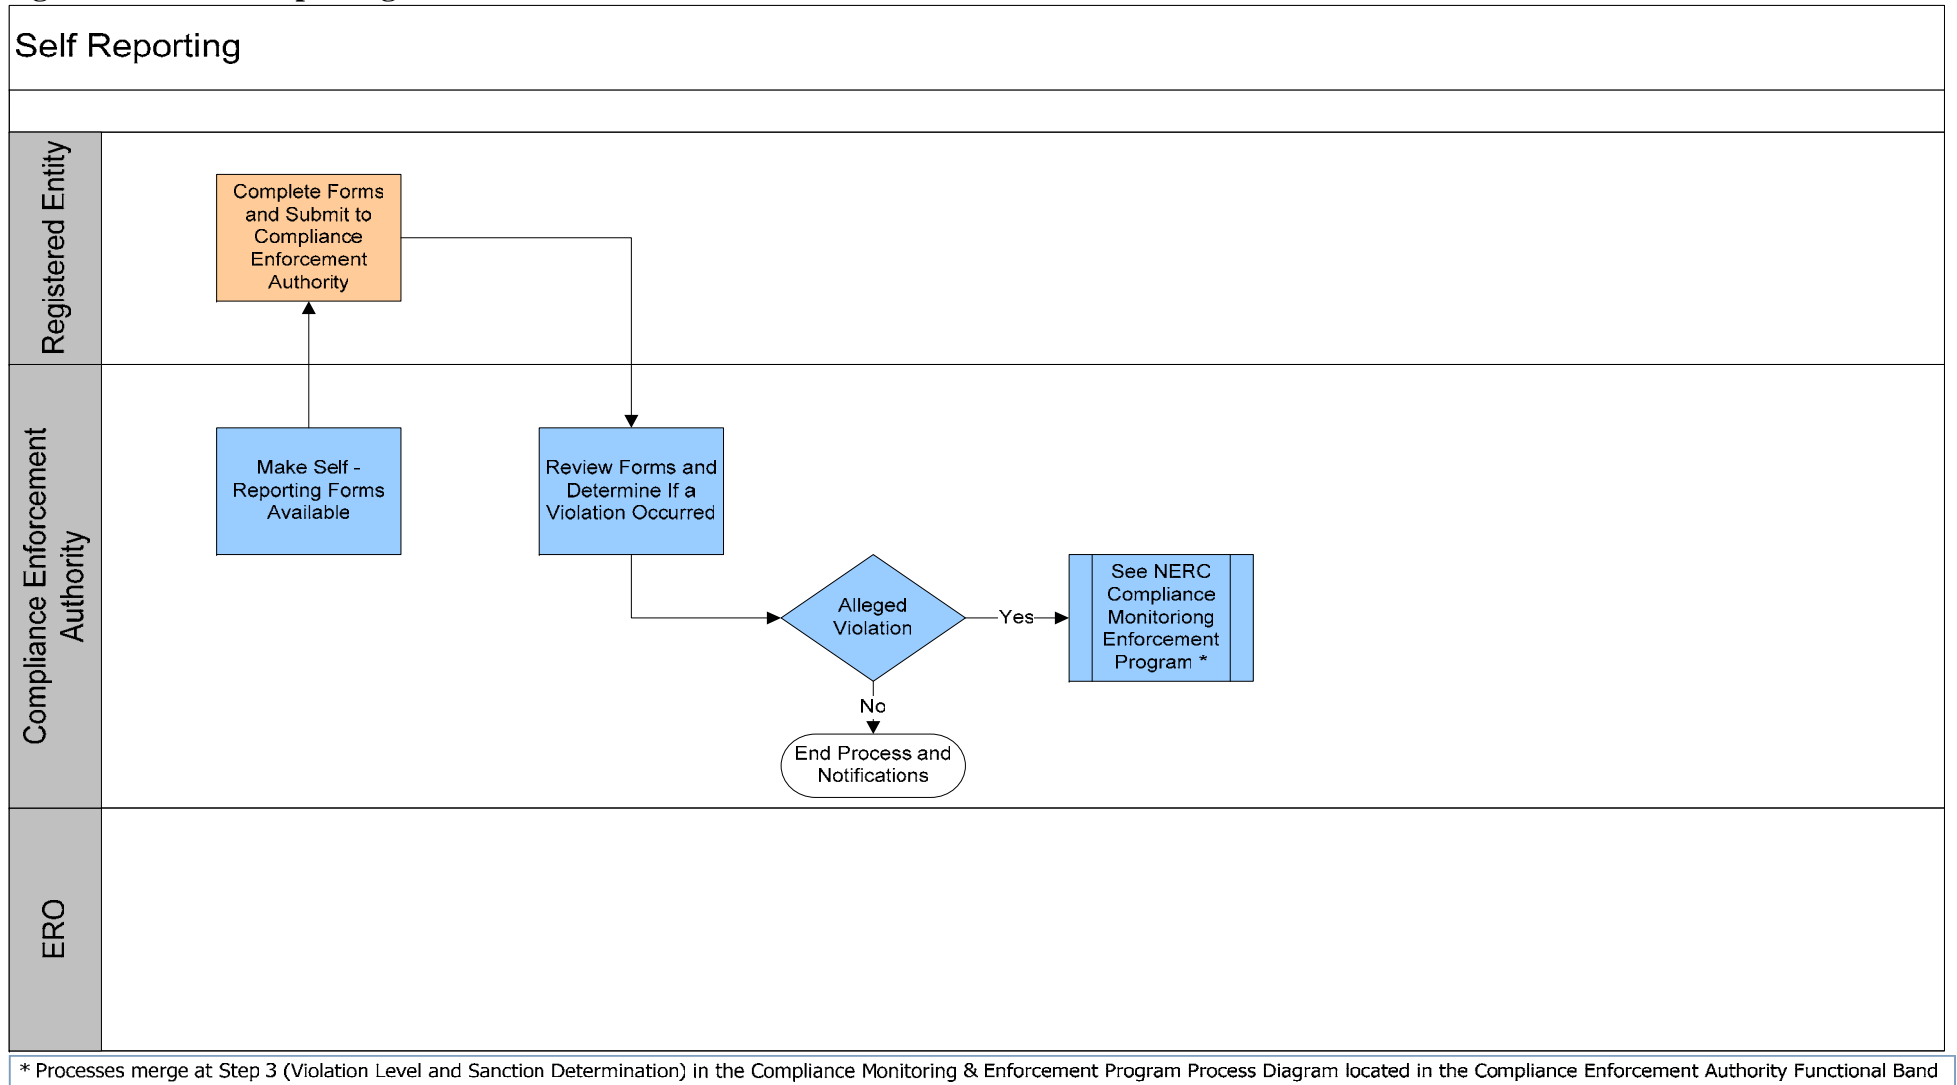 Self Reporting
Registered Entity
Complete Forms
and Submit to
Compliance
Enforcement
Authority
Compliance Enforcement
Authority
Make Self -
Reporting Forms
Available
Review Forms and
Determine If a
Violation Occurred
Alleged
Violation
Yes
See NERC
Compliance
Monitoriong
Enforcement
Program *
No
End Process and
Notifications
ERO
* Processes merge at Step 3 (Violation Level and Sanction Determination) in the Compliance Monitoring & Enforcement Program Process Diagram located in the Compliance Enforcement Authority Functional Band